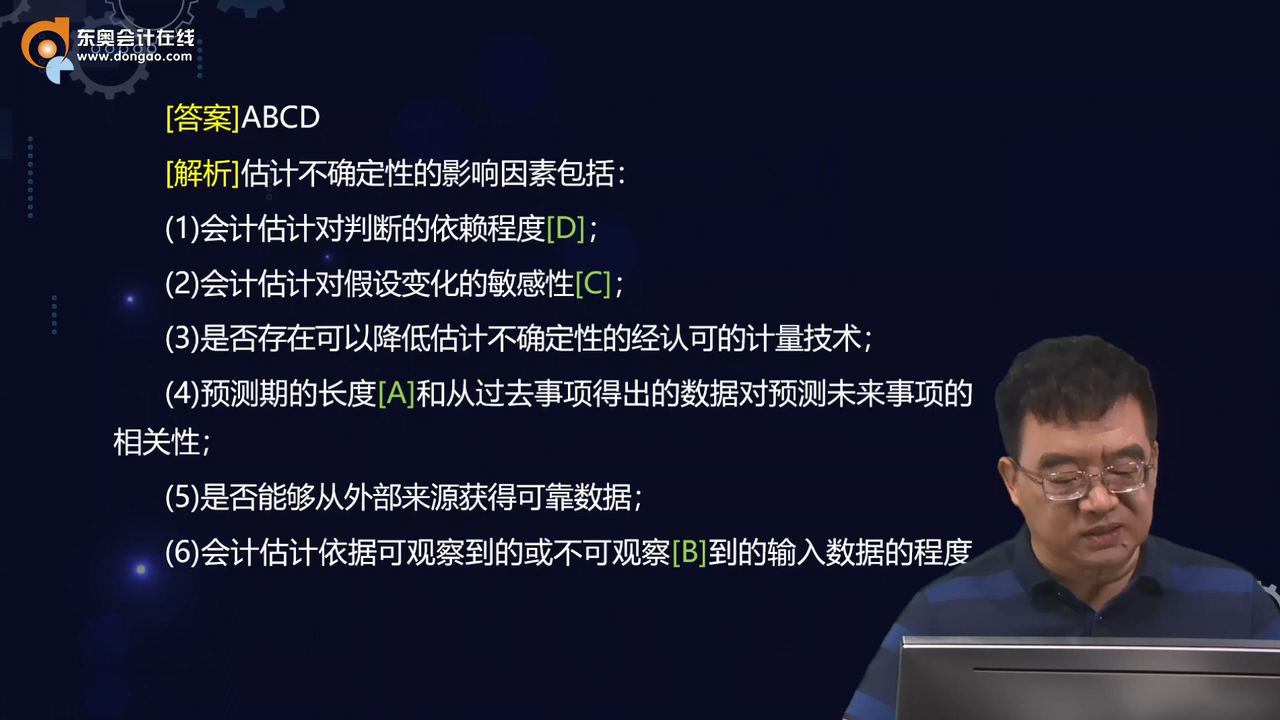 东奥会计在线
www.dongao.com
[答案]ABCD
[解析]估计不确定性的影响因素包括：
(1)会计估计对判断的依赖程度[D]；
(2)会计估计对假设变化的敏感性[C]；
(3)是否存在可以降低估计不确定性的经认可的计量技术；
(4)预测期的长度[A]和从过去事项得出的数据对预测未来事项的
相关性；
(5)是否能够从外部来源获得可靠数据；
(6)会计估计依据可观察到的或不可观察[B]到的输入数据的程度